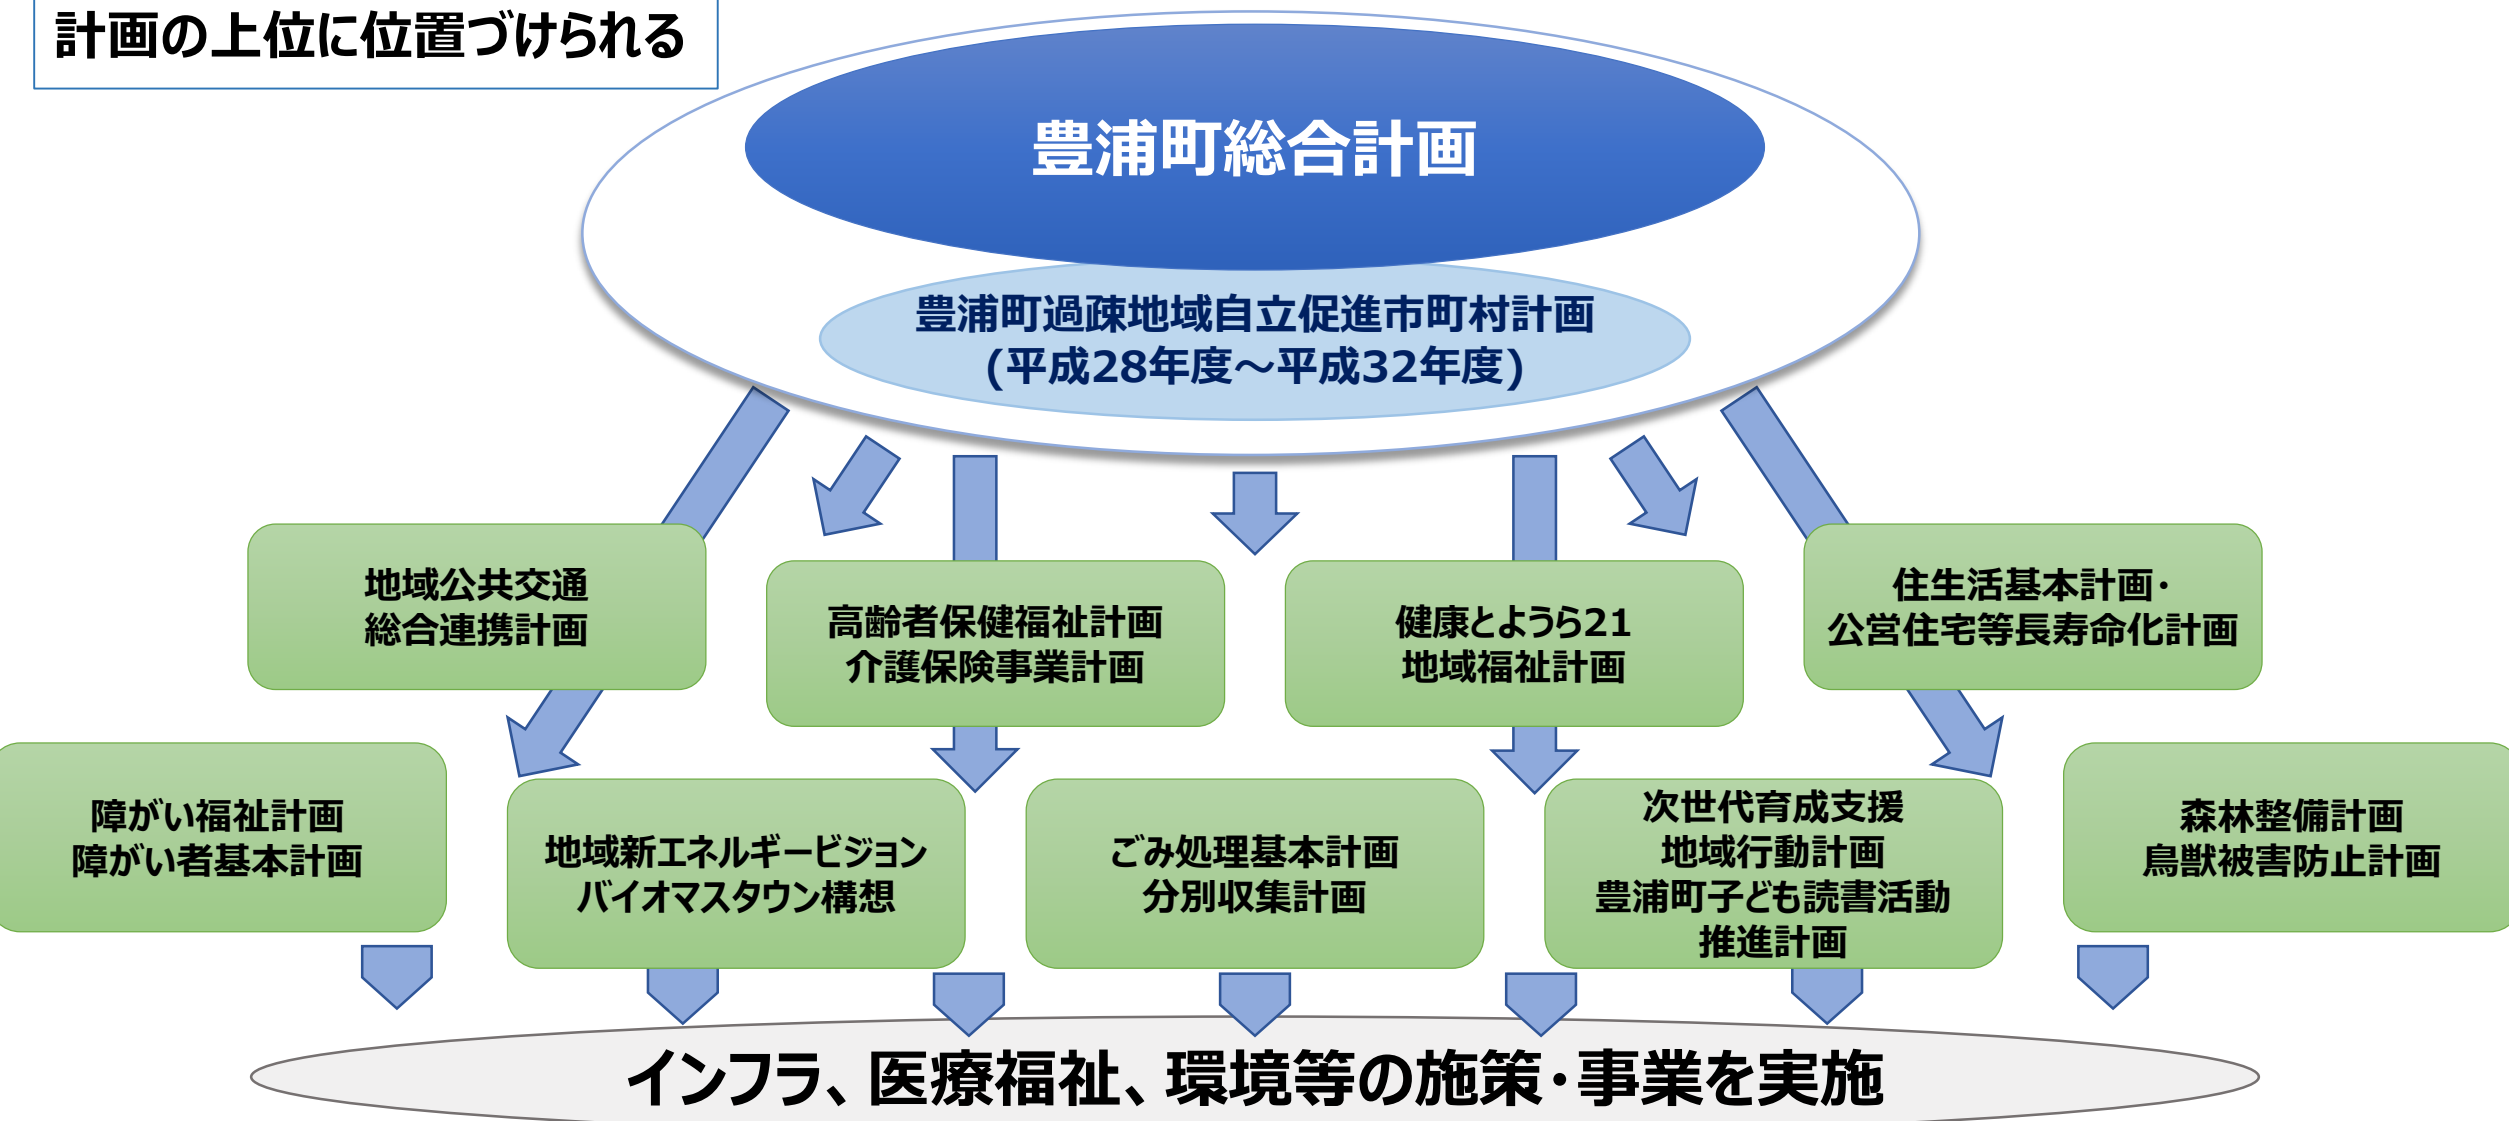 計画の上位に位置づけられる
豊浦町総合計画
豊浦町過疎地域自立促進市町村計画
(平成28年度～平成32年度)
地域公共交通
総合連携計画
高齢者保健福祉計画
介護保険事業計画
健康とようら21
地域福祉計画
住生活基本計画・
公営住宅等長寿命化計画
障がい福祉計画
障がい者基本計画
地域新エネルギービジョン
バイオマスタウン構想
ごみ処理基本計画
分別収集計画
次世代育成支援
地域行動計画
豊浦町子ども読書活動
推進計画
森林整備計画
鳥獣被害防止計画
インフラ、医療福祉、環境等の施策・事業を実施